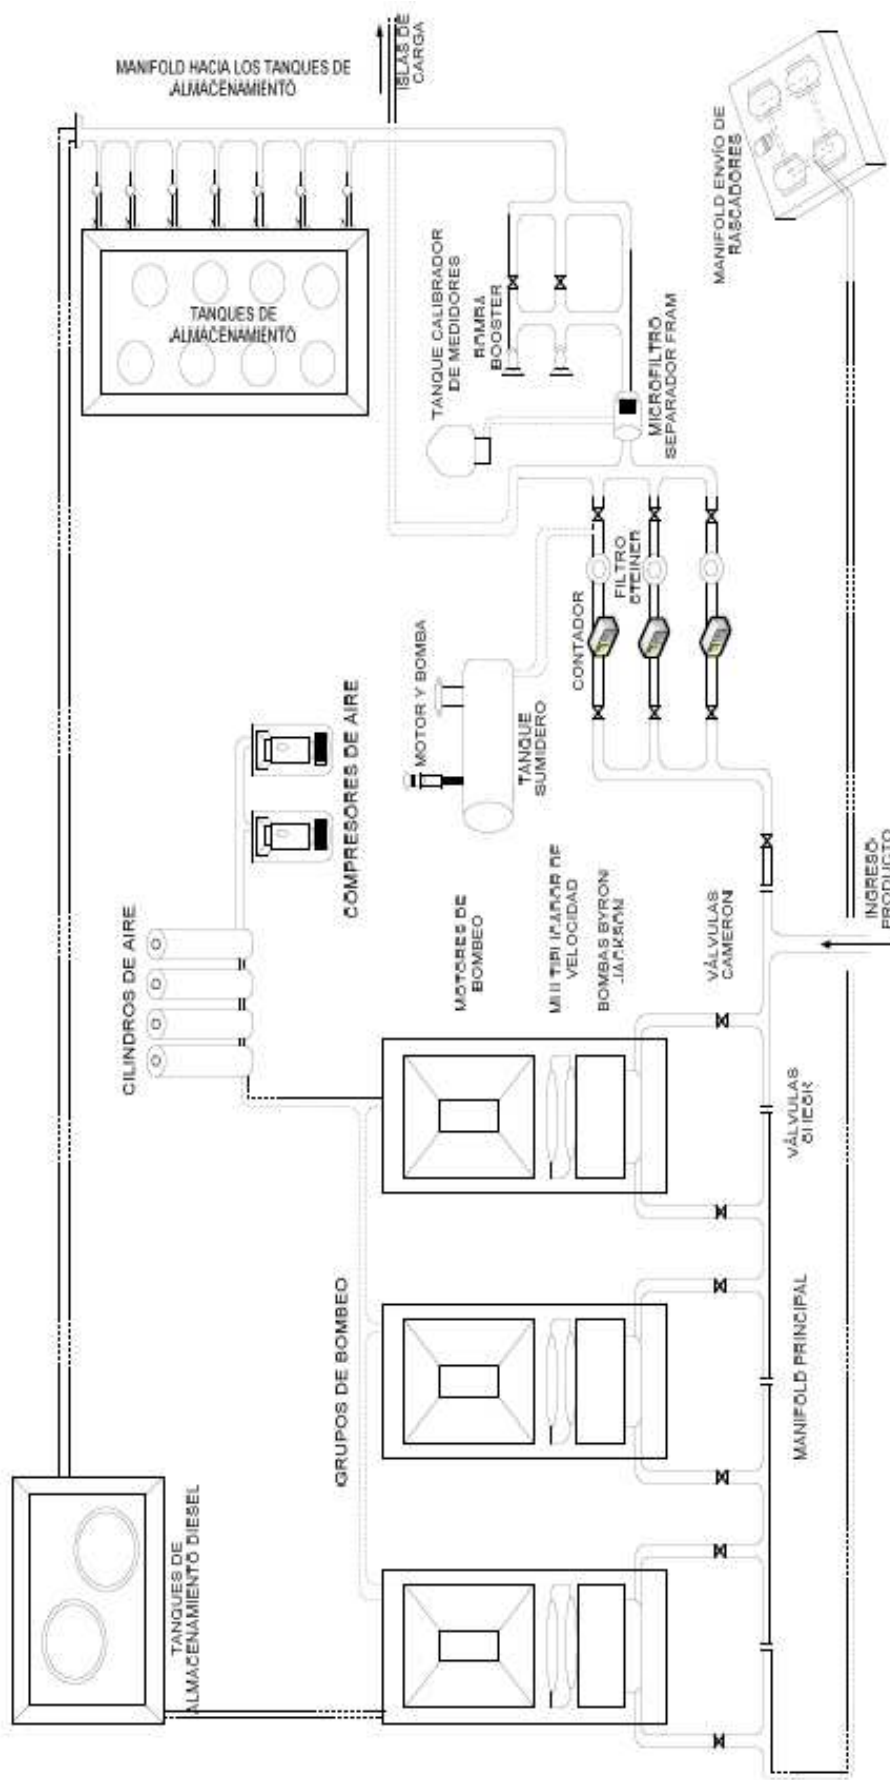 MANIFOLD HACIA LOS TANQUES DE
ALMACENAMIENTO
ISLAS DE
CARGA
MANIFOLD ENVÍO DE
RASCADORES
TANQUES DE
ALMACENAMIENTO
TANQUE CALIBRADOR
DE MEDIDORES
BOMBA
BOOSTER
MICROFILTRO
SEPARADOR FRAM
CONTADOR
FILTRO
STEINER
MOTOR Y BOMBA
TANQUE
SUMIDERO
COMPRESORES DE AIRE
CILINDROS DE AIRE
MOTORES DE
BOMBEO
MULTIPLICADOR DE
VELOCIDAD
BOMBAS BYRON
JACKSON
VÁLVULAS
CAMERON
INGRESO
PRODUCTO
VÁLVULAS
GRUPOS DE BOMBEO
MANIFOLD PRINCIPAL
TANQUES DE
ALMACENAMIENTO DIESEL